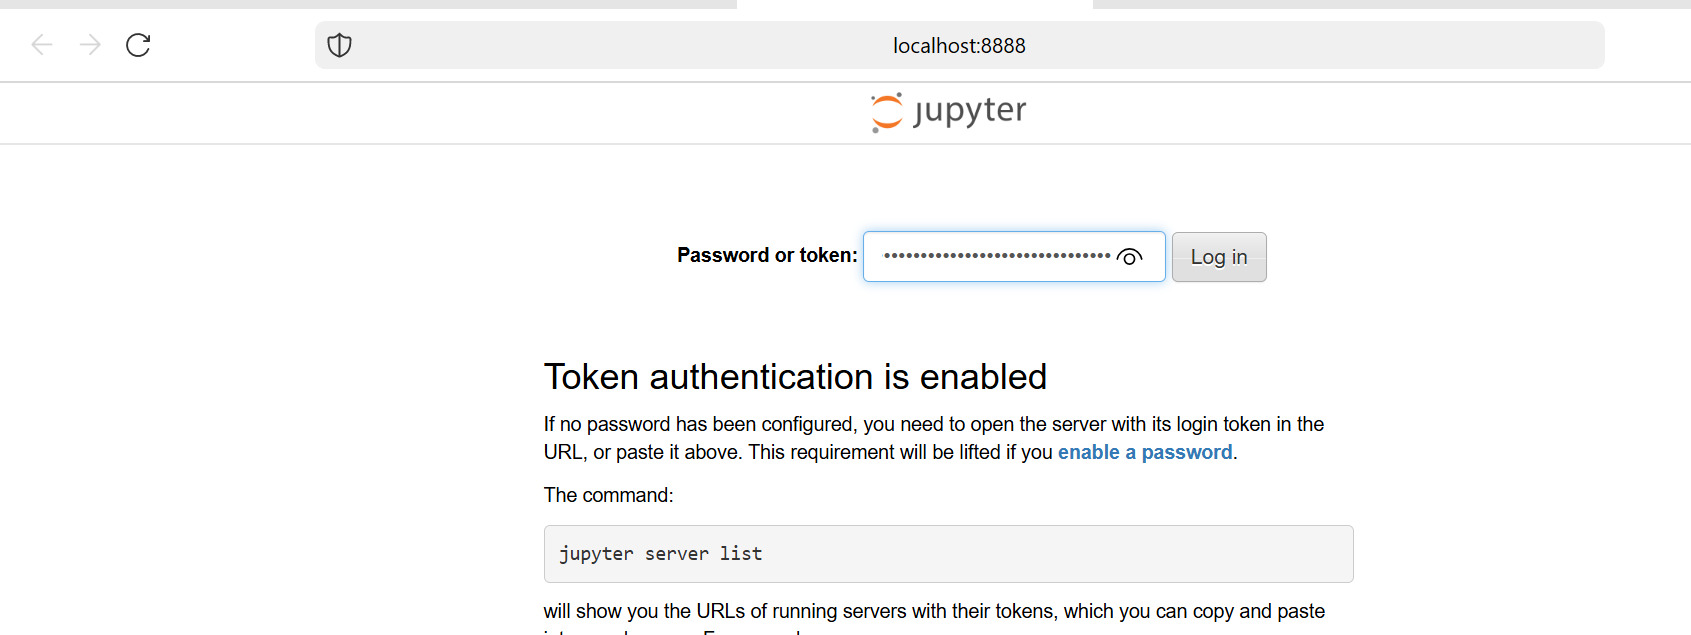 localhost:8888
jupyter
Password or token:
Log in
Token authentication is enabled
If no password has been configured, you need to open the server with its login token in the
URL, or paste it above. This requirement will be lifted if you enable a password.
The command:
jupyter server list
will show you the URLs of running servers with their tokens, which you can copy and paste